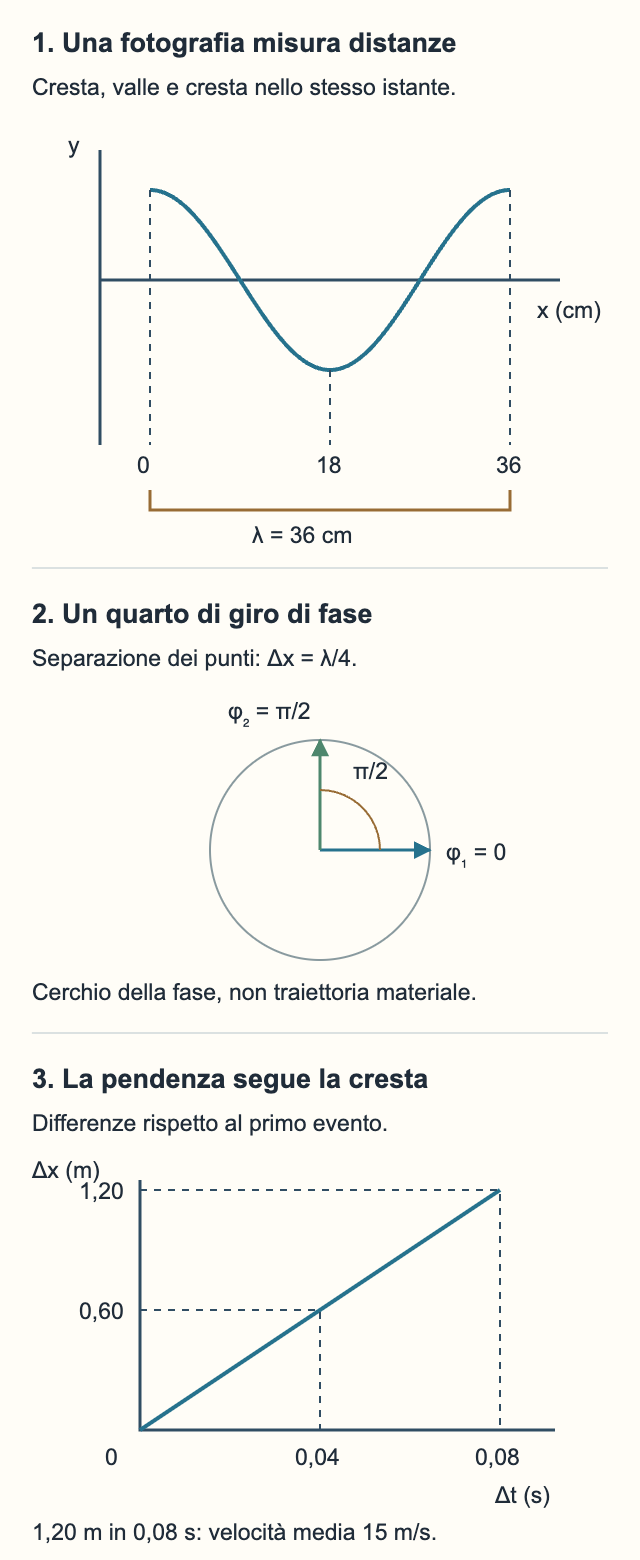 1. Una fotografia misura distanze
Cresta, valle e cresta nello stesso istante.
y
x (cm)
0 18 36
λ = 36 cm
2. Un quarto di giro di fase
Separazione dei punti: Δx = λ/4.
φ₂ = π/2
π/2
φ₁ = 0
Cerchio della fase, non traiettoria materiale.
3. La pendenza segue la cresta
Differenze rispetto al primo evento.
Δx (m)
1,20
0,60
0 0,04 0,08
Δt (s)
1,20 m in 0,08 s: velocità media 15 m/s.